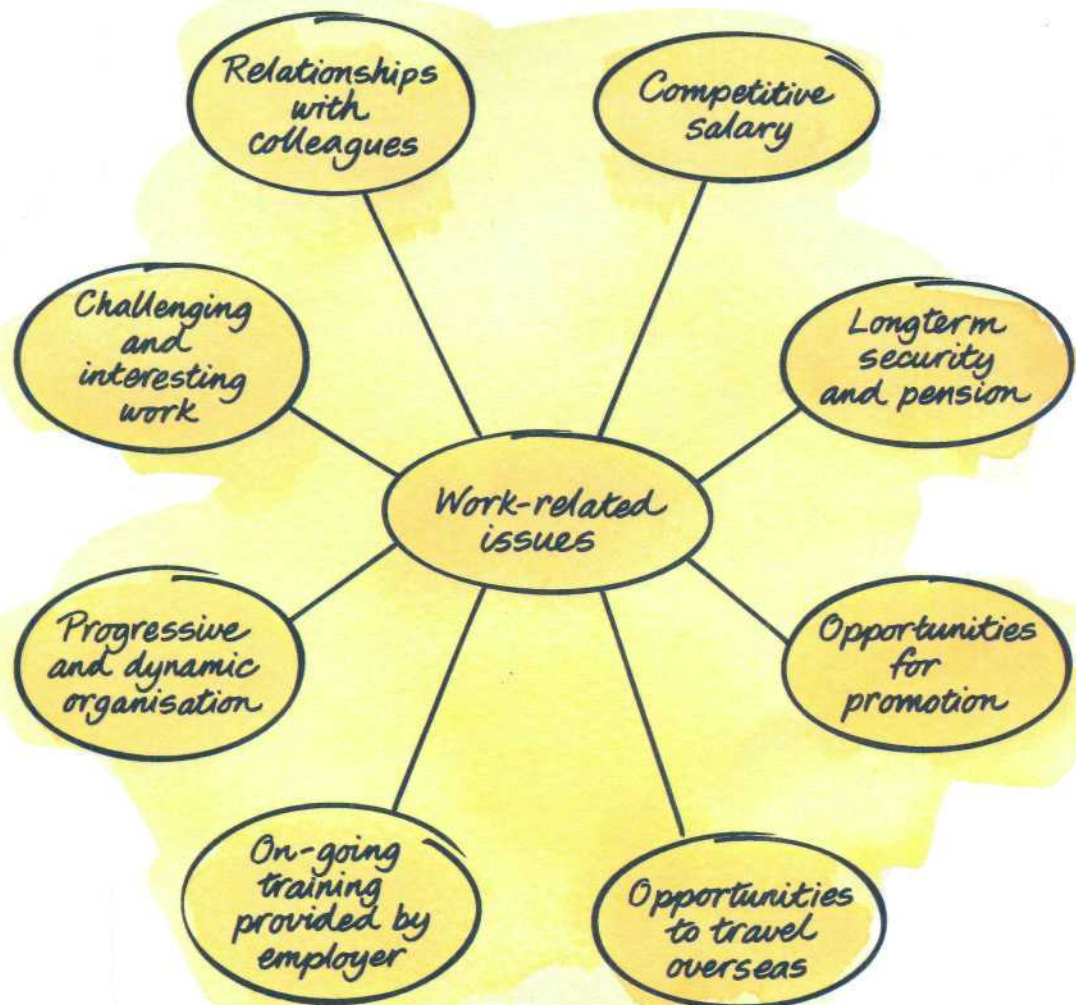 Relationships
with
colleagues
Competitive
salary
Challenging
and
interesting
work
Longterm
security
and pension
Work-related
issues
Progressive
and dynamic
organisation
Opportunities
for
promotion
On-going
training
provided by
employer
Opportunities
to travel
overseas